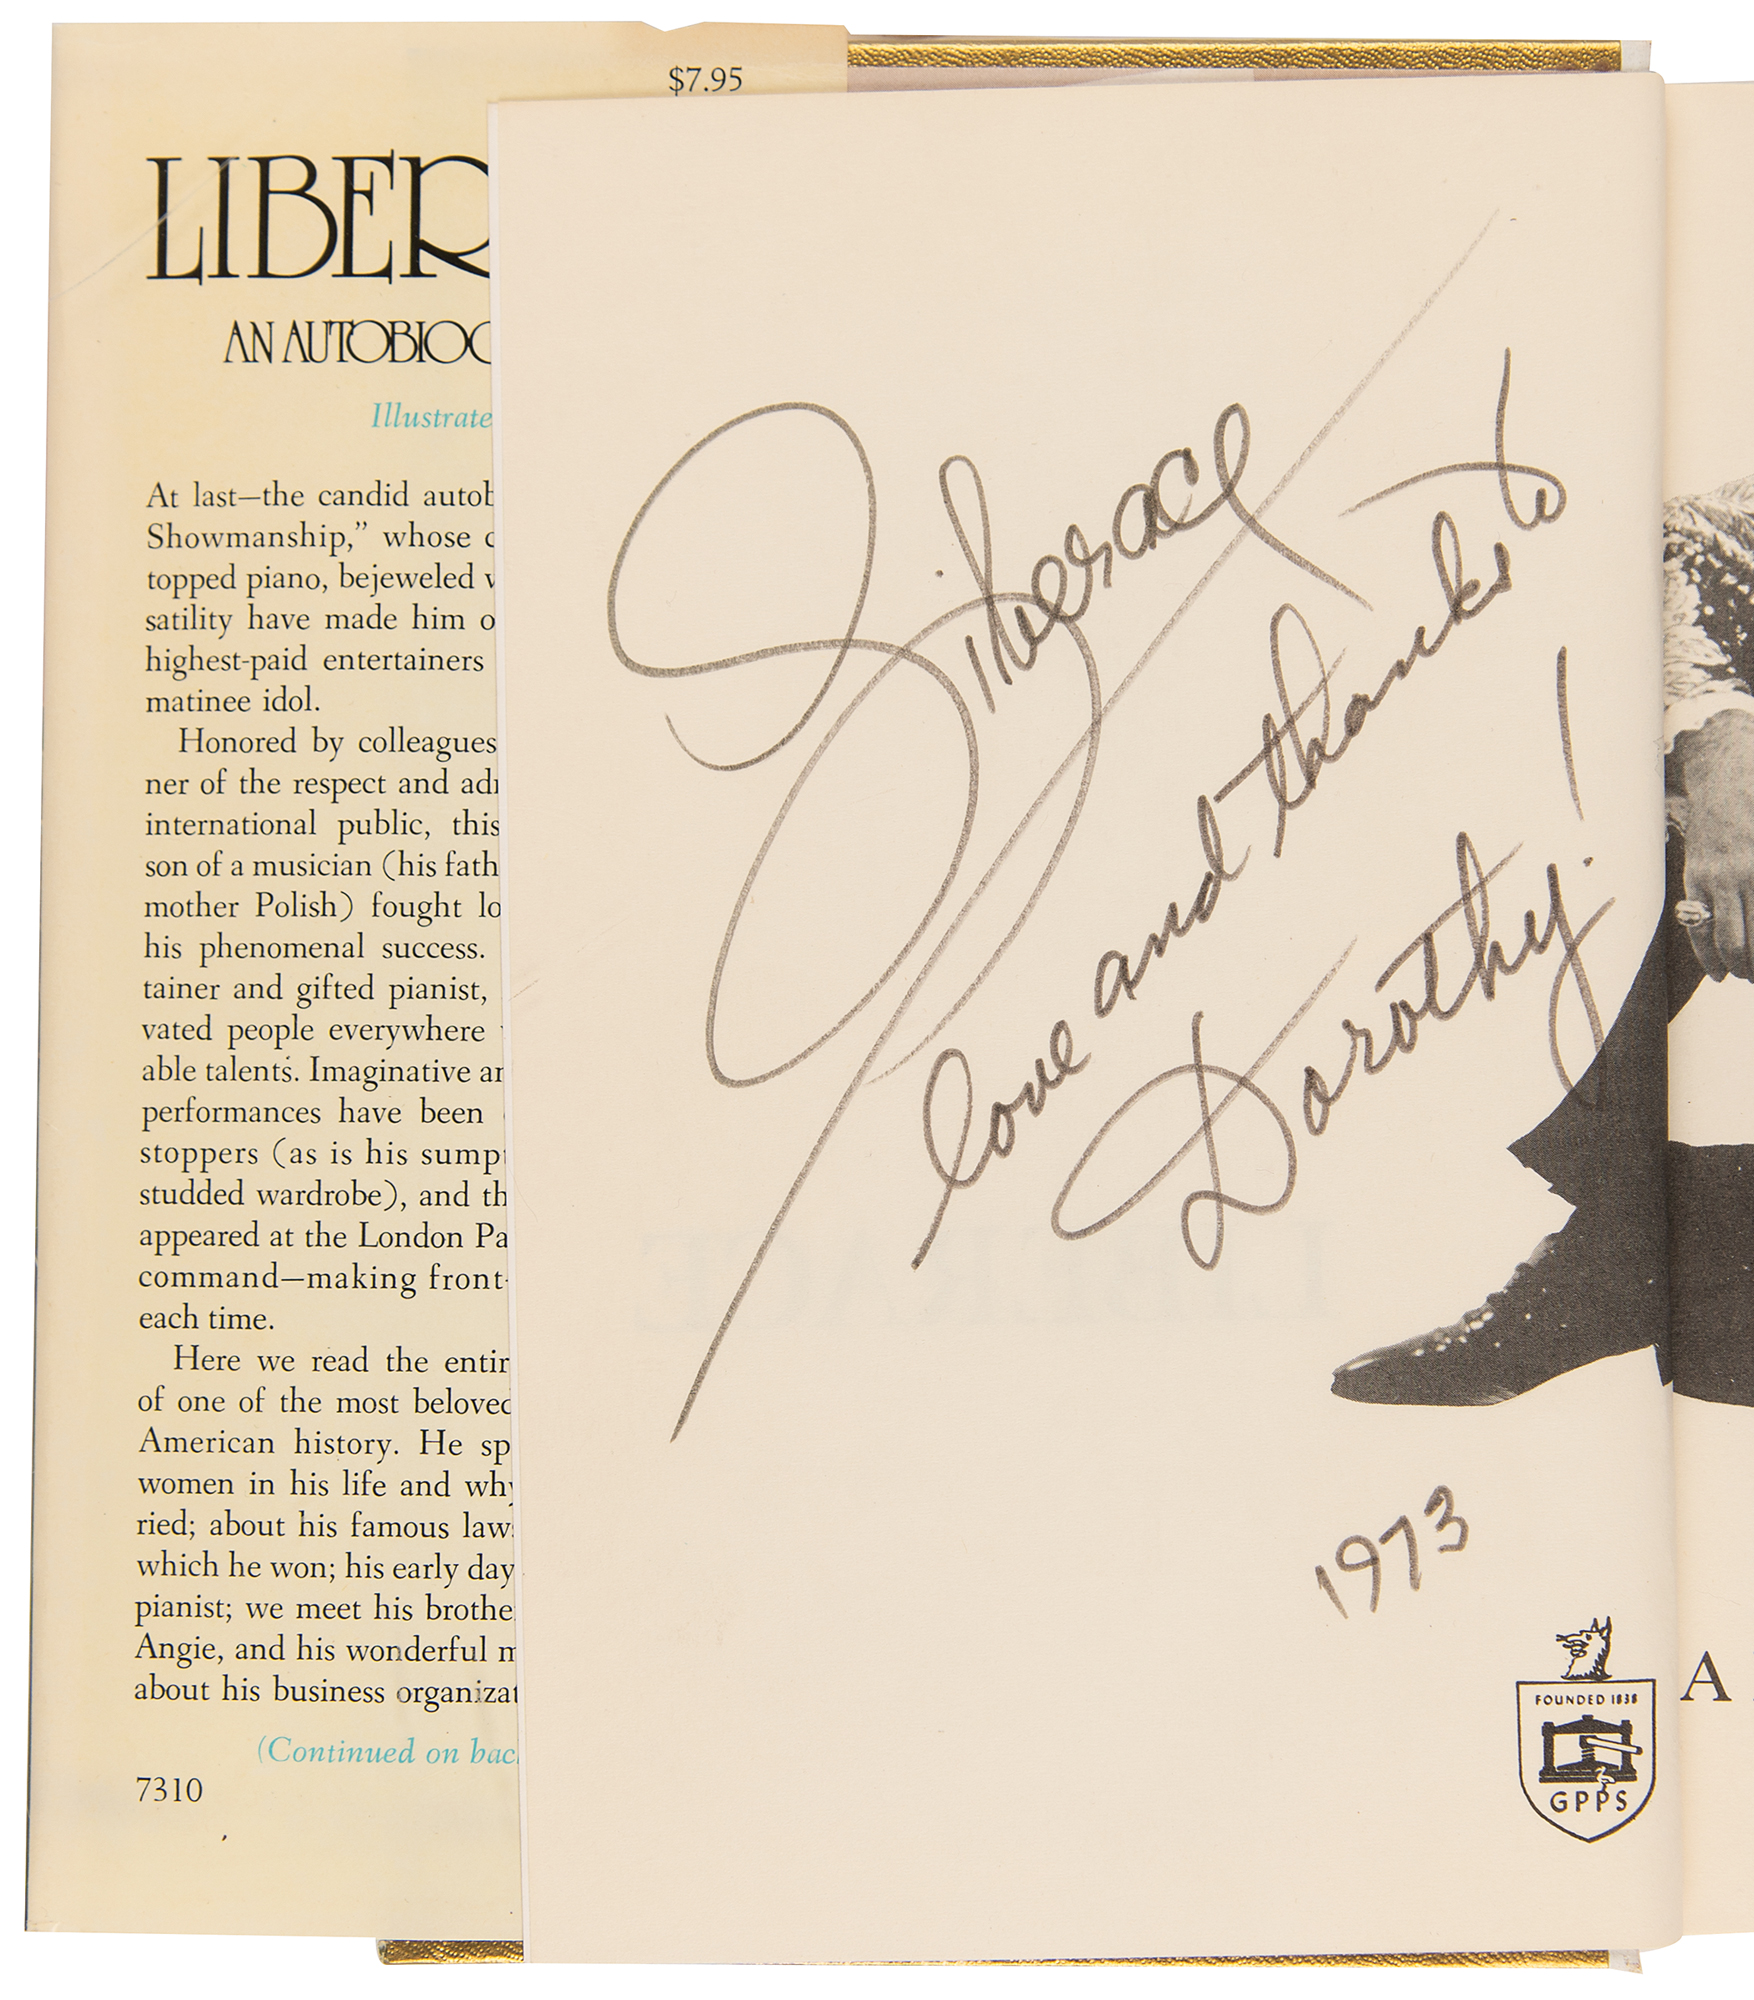 $7.95
LIBER
AN AUTOBIOG
Illustrate
At last—the candid autob
Showmanship,” whose c
topped piano, bejeweled v
satility have made him o
highest-paid entertainers
matinee idol.
Honored by colleagues
ner of the respect and adm
international public, this
son of a musician (his fath
mother Polish) fought lo
his phenomenal success.
tainer and gifted pianist,
vated people everywhere
able talents. Imaginative an
performances have been
stoppers (as is his sump
studded wardrobe), and th
appeared at the London Pa
command—making front-
each time.
Here we read the entir
of one of the most beloved
American history. He sp
women in his life and why
ried; about his famous law
which he won; his early day
pianist; we meet his brothe
Angie, and his wonderful m
about his business organizat
(Continued on bac
7310
Liberace
love and thanks to
Dorothy!
1973
FOUNDED 1838
GPPS
A